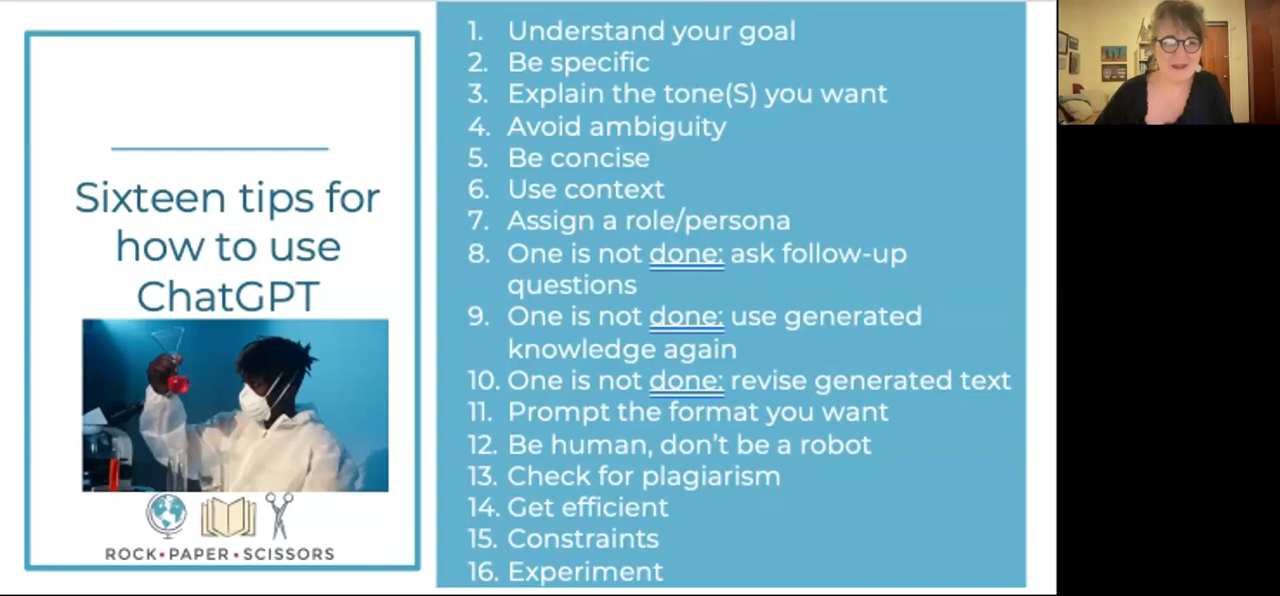 Sixteen tips for
how to use
ChatGPT
ROCK•PAPER•SCISSORS
1. Understand your goal
2. Be specific
3. Explain the tone(S) you want
4. Avoid ambiguity
5. Be concise
6. Use context
7. Assign a role/persona
8. One is not done: ask follow-up
questions
9. One is not done: use generated
knowledge again
10. One is not done: revise generated text
11. Prompt the format you want
12. Be human, don't be a robot
13. Check for plagiarism
14. Get efficient
15. Constraints
16. Experiment